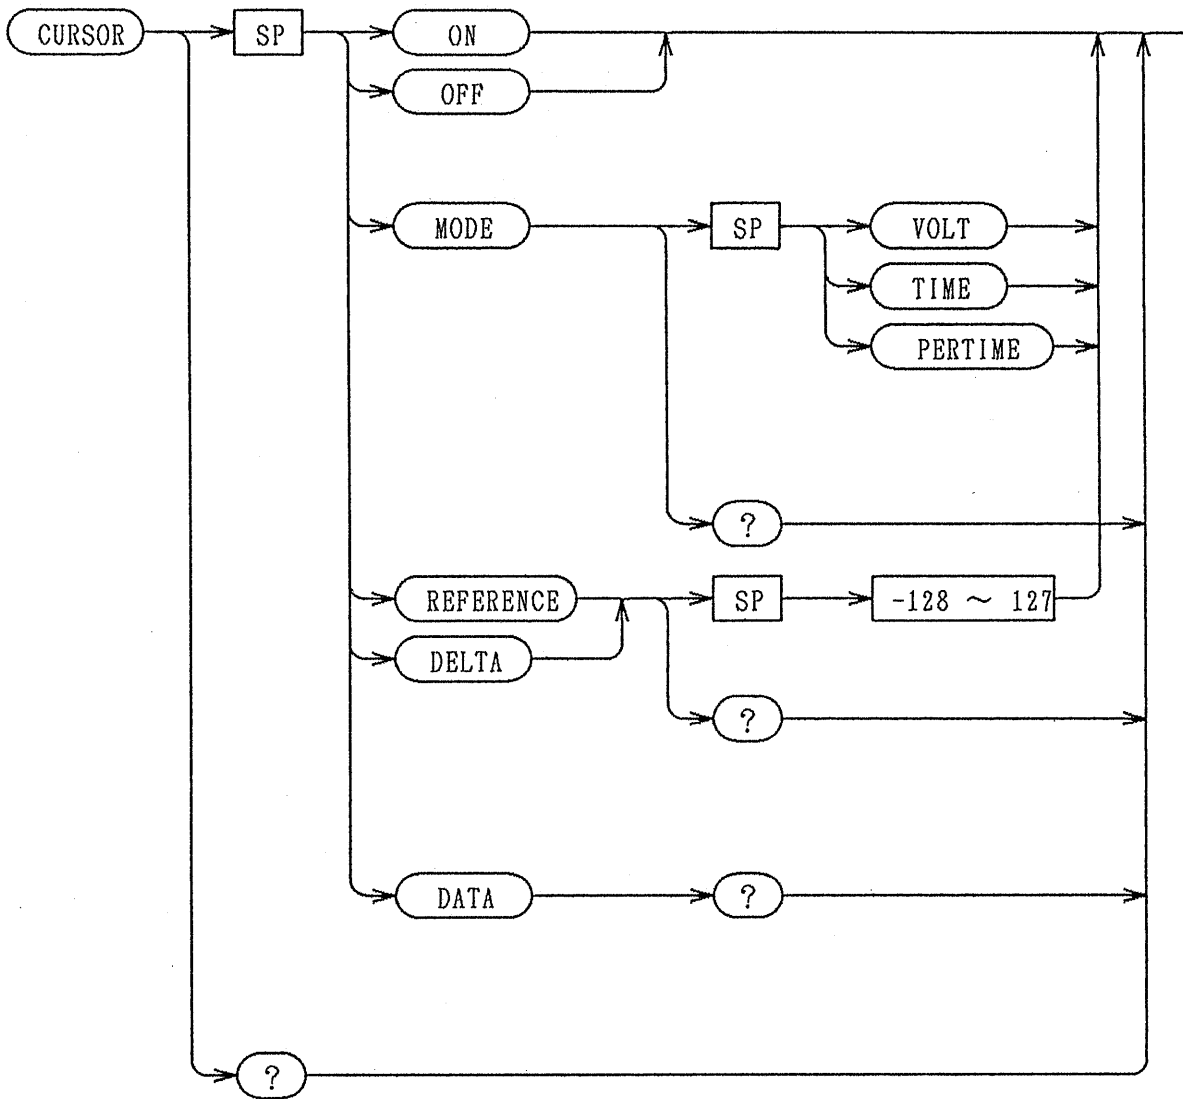 CURSOR SP ON
OFF
MODE SP VOLT
TIME
PERTIME
?
REFERENCE SP -128 ～ 127
DELTA
?
DATA ?
?